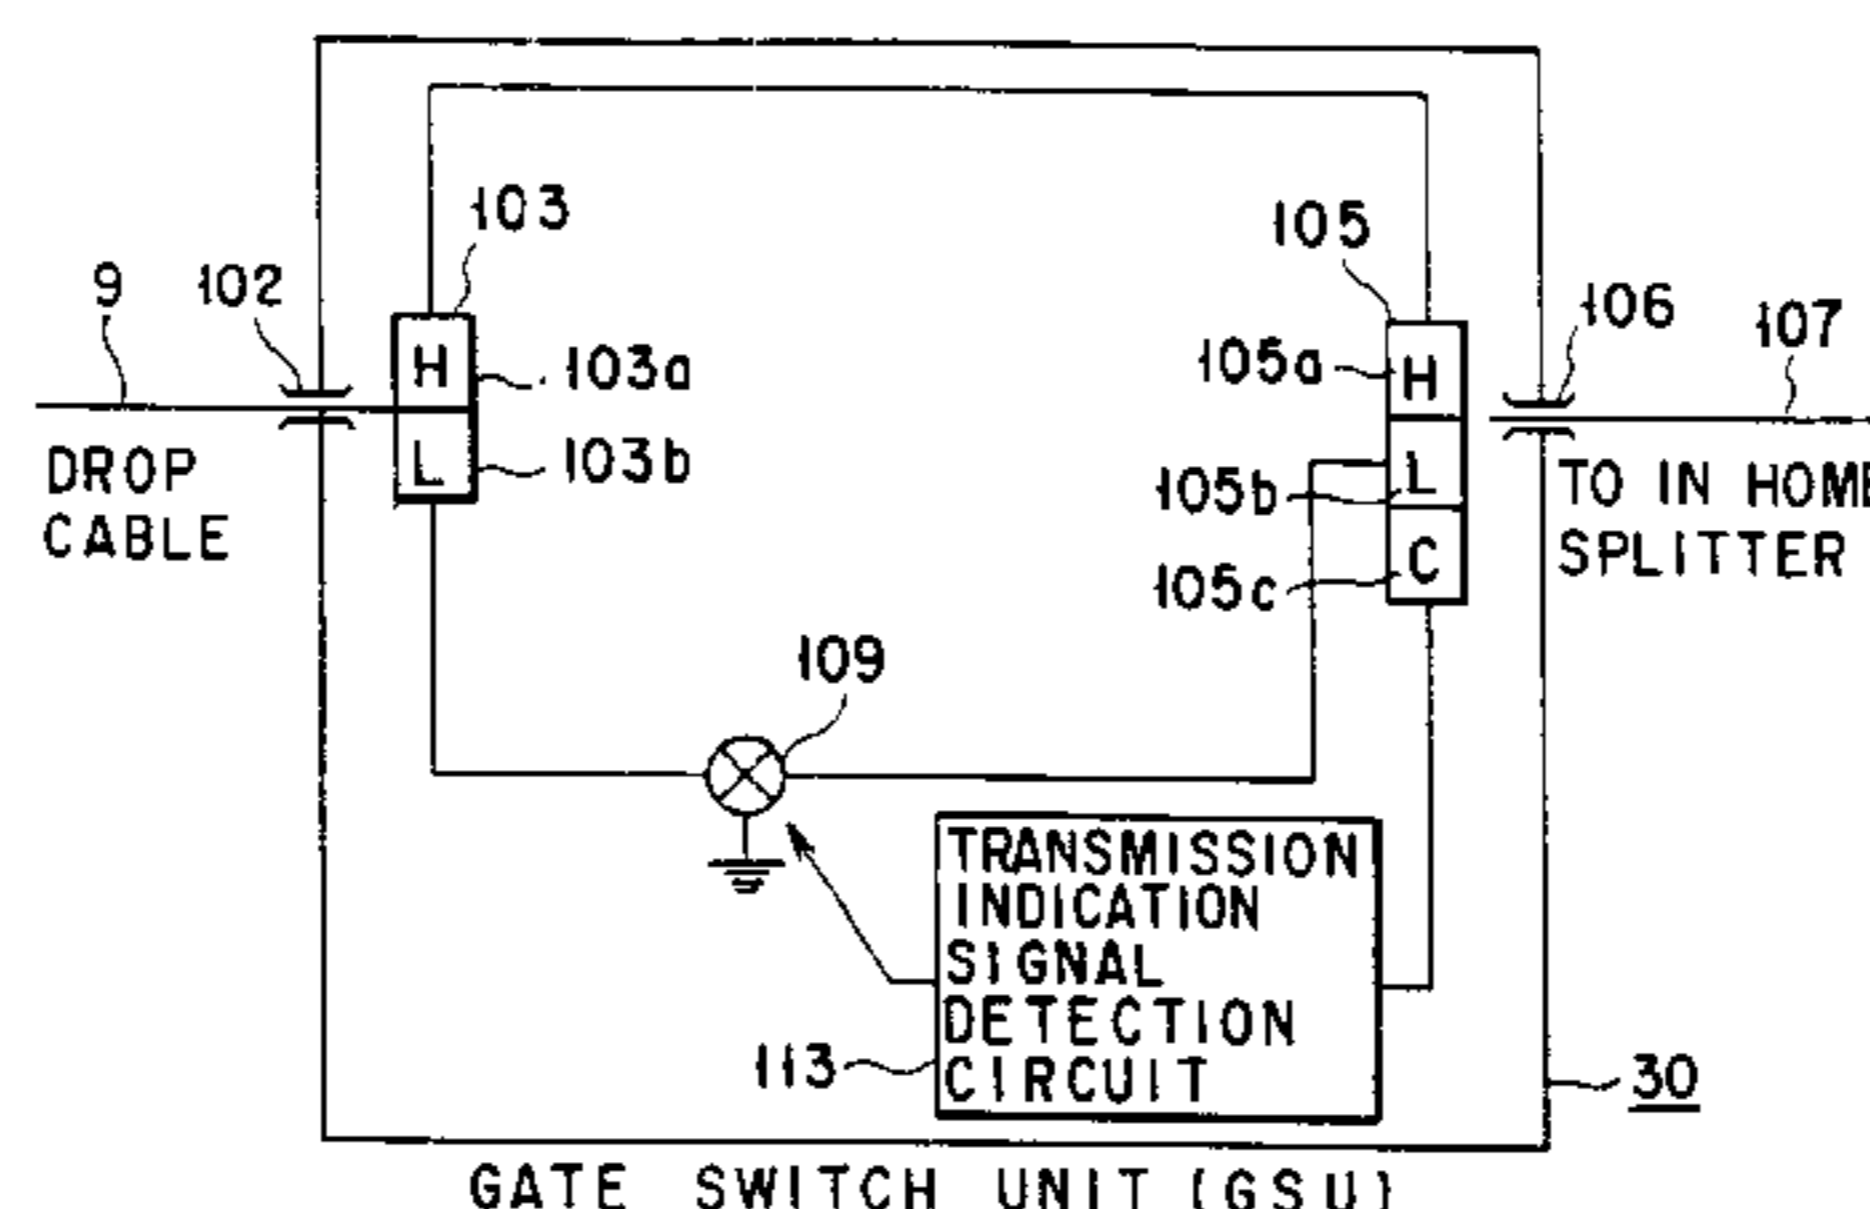 103
105
9
102
106
107
H
103a
105a
H
L
103b
105b
L
DROP
CABLE
TO IN HOME
SPLITTER
105c
C
109
TRANSMISSION
INDICATION
SIGNAL
DETECTION
CIRCUIT
113
30
GATE SWITCH UNIT (GSU)